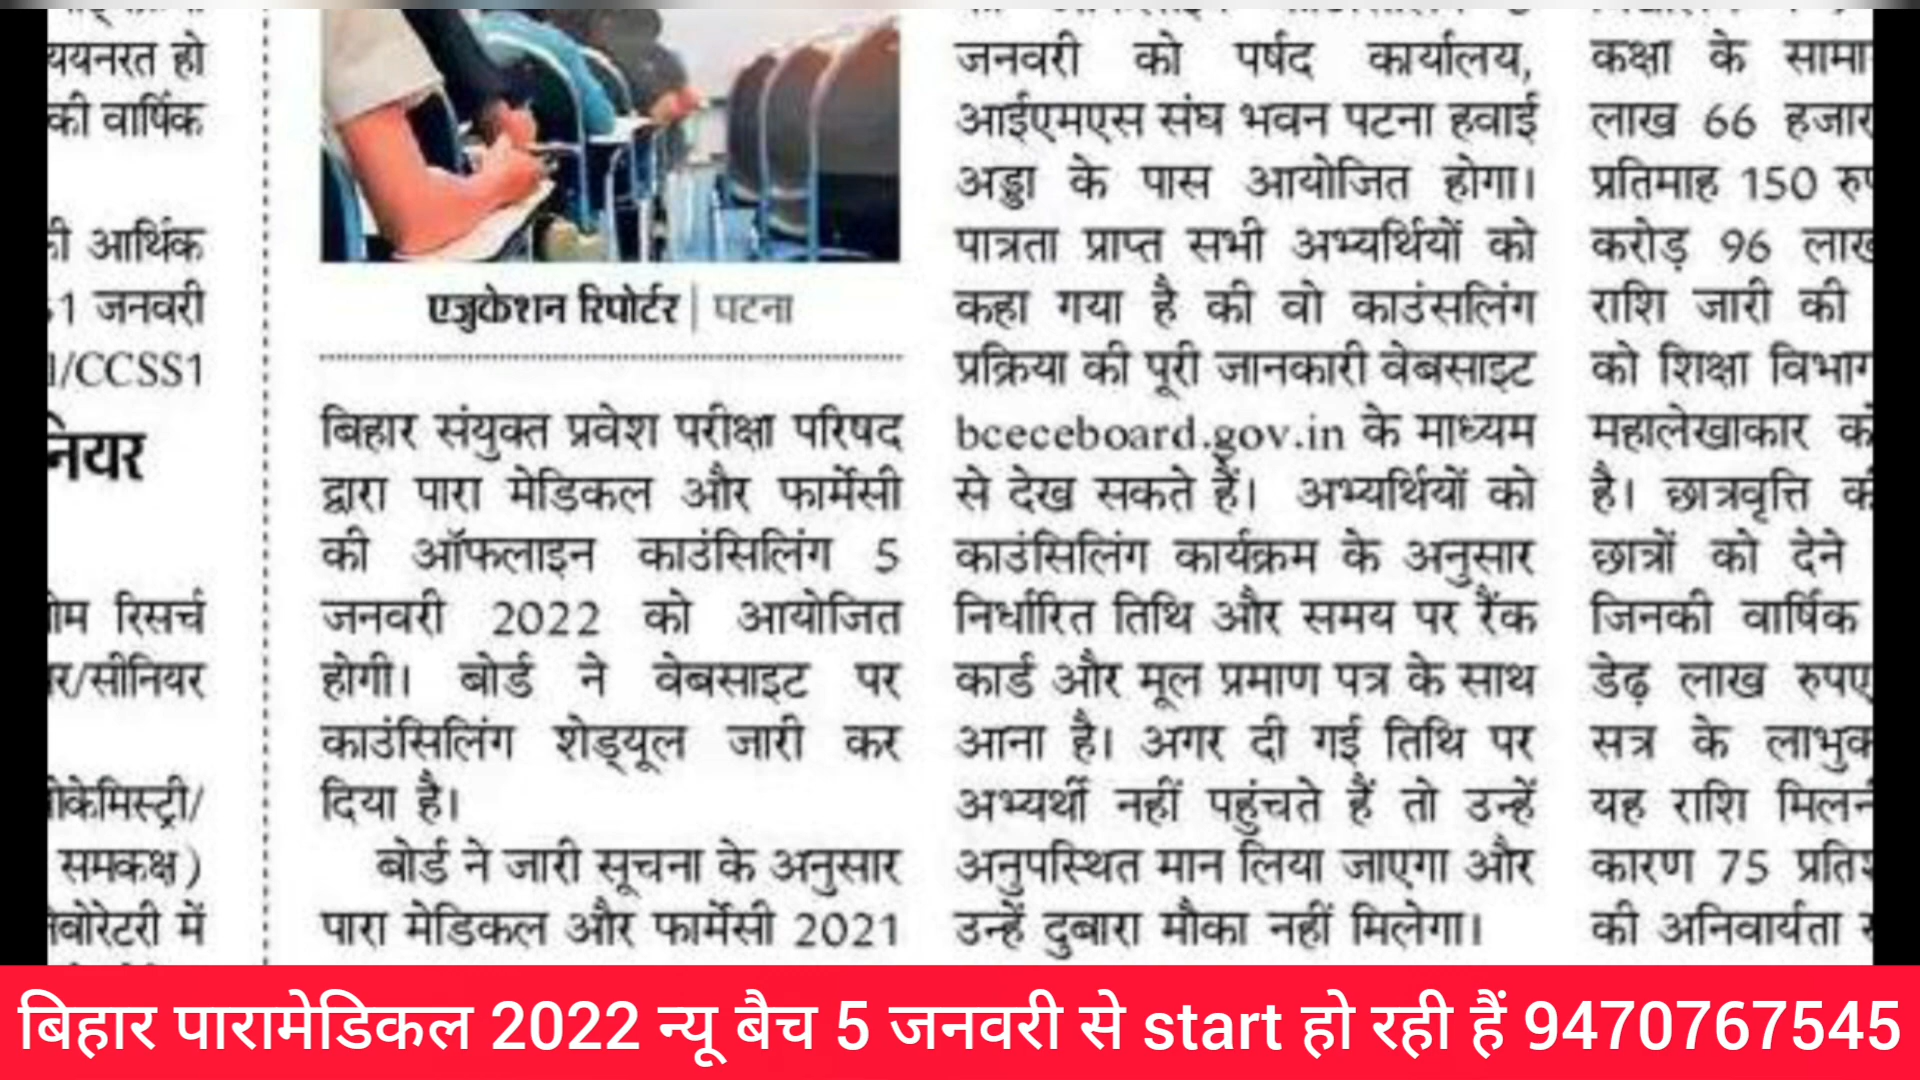 ययनरत हो
की वार्षिक
आर्थिक
1 जनवरी
/CCSS1
नियर
रिसर्च
र/सीनियर
ोकेमिस्ट्री/
समकक्ष)
में
एजुकेशन रिपोर्टर | पटना
बिहार संयुक्त प्रवेश परीक्षा परिषद
द्वारा पारा मेडिकल और फार्मेसी
की ऑफलाइन काउंसिलिंग 5
जनवरी 2022 को आयोजित
होगी। बोर्ड ने वेबसाइट पर
काउंसिलिंग शेड्यूल जारी कर
दिया है।
बोर्ड ने जारी सूचना के अनुसार
पारा मेडिकल और फार्मेसी 2021
जनवरी को पर्षद कार्यालय,
आईएमएस संघ भवन पटना हवाई
अड्डा के पास आयोजित होगा।
पात्रता प्राप्त सभी अभ्यर्थियों को
कहा गया है की वो काउंसलिंग
प्रक्रिया की पूरी जानकारी वेबसाइट
bceceboard.gov.in के माध्यम
से देख सकते हैं। अभ्यर्थियों को
काउंसिलिंग कार्यक्रम के अनुसार
निर्धारित तिथि और समय पर रैंक
कार्ड और मूल प्रमाण पत्र के साथ
आना है। अगर दी गई तिथि पर
अभ्यर्थी नहीं पहुंचते हैं तो उन्हें
अनुपस्थित मान लिया जाएगा और
उन्हें दुबारा मौका नहीं मिलेगा।
कक्षा के सामा
लाख 66 हजार
प्रतिमाह 150 रु
करोड़ 96 लाख
राशि जारी की
को शिक्षा विभाग
महालेखाकार को
है। छात्रवृत्ति की
छात्रों को देने
जिनकी वार्षिक
डेढ़ लाख रुपए
सत्र के लाभुक
यह राशि मिलन
कारण 75 प्रतिश
की अनिवार्यता
बिहार पारामेडिकल 2022 न्यू बैच 5 जनवरी से start हो रही हैं 9470767545